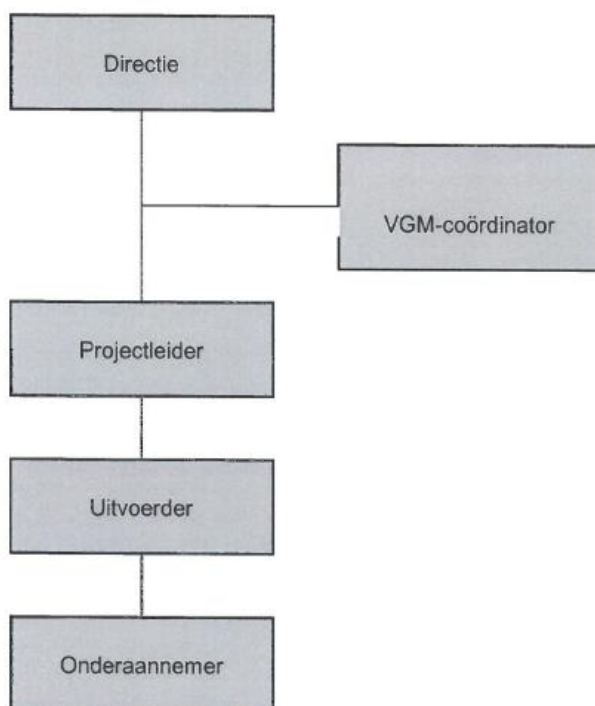 Directie
VGM-coördinator
Projectleider
Uitvoerder
Onderaannemer